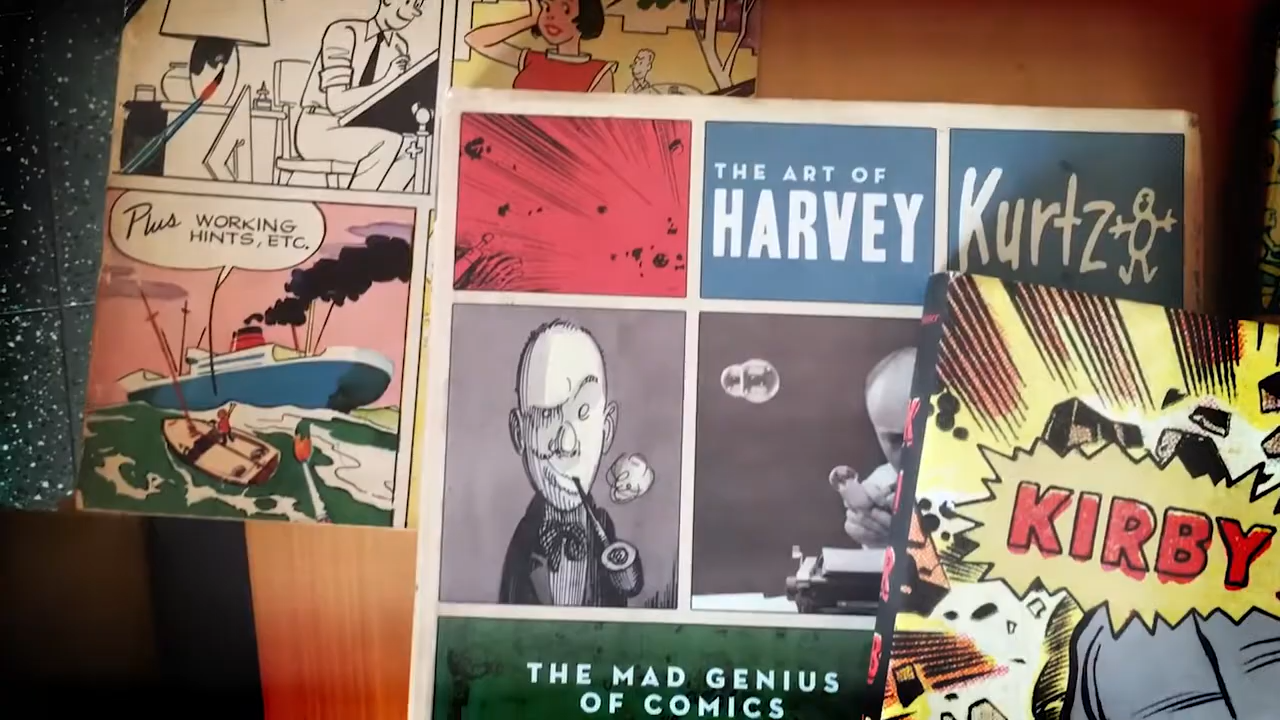 Plus WORKING
HINTS, ETC.
THE ART OF
HARVEY
Kurtz
KIRBY
THE MAD GENIUS
OF COMICS